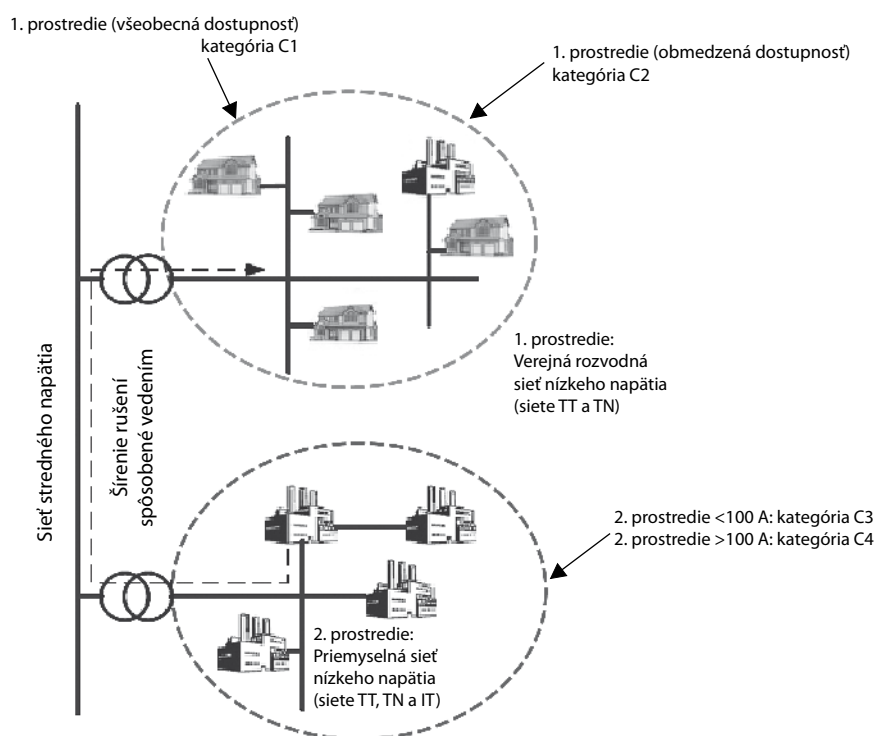 1. prostredie (všeobecná dostupnosť)
kategória C1
1. prostredie (obmedzená dostupnosť)
kategória C2
Sieť stredného napätia
Šírenie rušení
spôsobené vedením
1. prostredie:
Verejná rozvodná
sieť nízkeho napätia
(siete TT a TN)
2. prostredie <100 A: kategória C3
2. prostredie >100 A: kategória C4
2. prostredie:
Priemyselná sieť
nízkeho napätia
(siete TT, TN a IT)